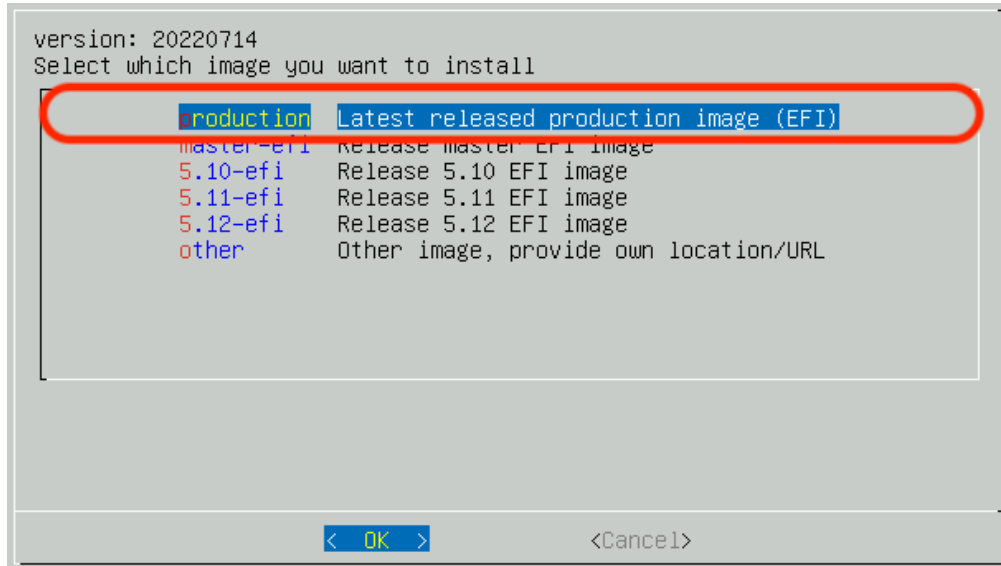 version: 20220714
Select which image you want to install
production Latest released production image (EFI)
master-efi Release master EFI image
5.10-efi Release 5.10 EFI image
5.11-efi Release 5.11 EFI image
5.12-efi Release 5.12 EFI image
other Other image, provide own location/URL
< OK > <Cancel>